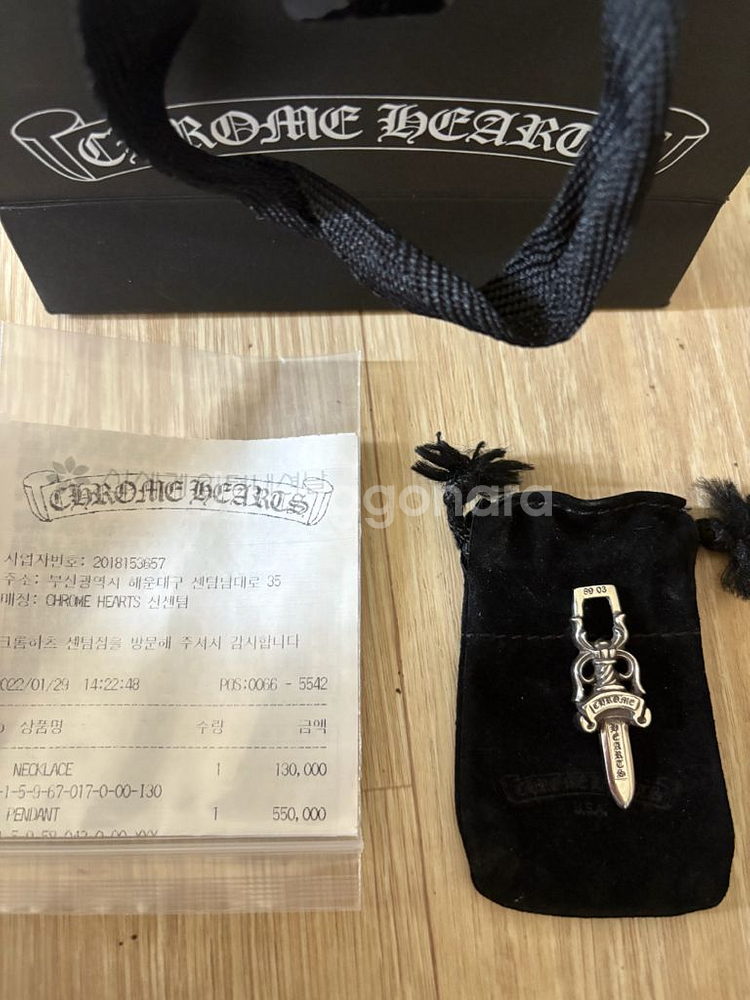 CHROME HEARTS
CHROME HEARTS
사업자번호: 2018153657
주소: 부산광역시 해운대구 센텀남대로 35
매장: CHROME HEARTS 신센텀
크롬하츠 센텀점을 방문해 주셔서 감사합니다
022/01/29 14:22:48 POS:0066 - 5542
상품명 수량 금액
NECKLACE 1 130,000
-1-5-9-67-017-0-00-130
PENDANT 1 550,000
89 03
CHROME
HEARTS
U.S.A.